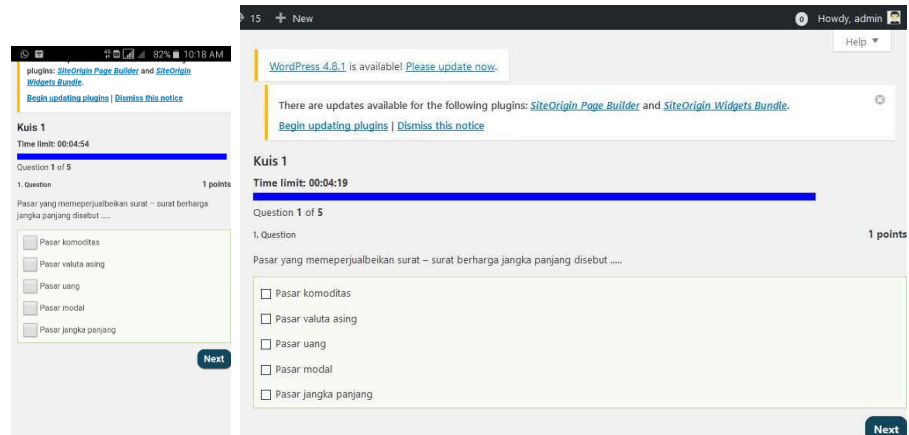 82% 10:18 AM
plugins: SiteOrigin Page Builder and SiteOrigin
Widgets Bundle.
Begin updating plugins | Dismiss this notice
Kuis 1
Time limit: 00:04:54
Question 1 of 5
1. Question 1 points
Pasar yang memeperjualbeikan surat – surat berharga
jangka panjang disebut .....
Pasar komoditas
Pasar valuta asing
Pasar uang
Pasar modal
Pasar jangka panjang
Next
15 + New 0 Howdy, admin
Help ▼
WordPress 4.8.1 is available! Please update now.
There are updates available for the following plugins: SiteOrigin Page Builder and SiteOrigin Widgets Bundle.
Begin updating plugins | Dismiss this notice
Kuis 1
Time limit: 00:04:19
Question 1 of 5
1. Question 1 points
Pasar yang memeperjualbeikan surat – surat berharga jangka panjang disebut .....
Pasar komoditas
Pasar valuta asing
Pasar uang
Pasar modal
Pasar jangka panjang
Next